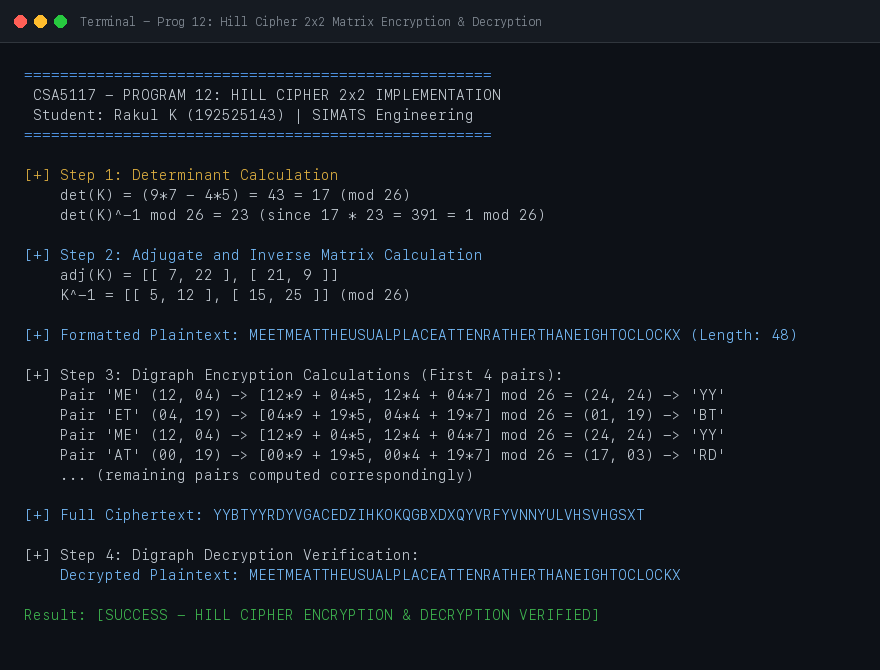 Terminal — Prog 12: Hill Cipher 2x2 Matrix Encryption & Decryption
====================================================
CSA5117 - PROGRAM 12: HILL CIPHER 2x2 IMPLEMENTATION
Student: Rakul K (192525143) | SIMATS Engineering
====================================================
[+] Step 1: Determinant Calculation
det(K) = (9*7 - 4*5) = 43 = 17 (mod 26)
det(K)^-1 mod 26 = 23 (since 17 * 23 = 391 = 1 mod 26)
[+] Step 2: Adjugate and Inverse Matrix Calculation
adj(K) = [[ 7, 22 ], [ 21, 9 ]]
K^-1 = [[ 5, 12 ], [ 15, 25 ]] (mod 26)
[+] Formatted Plaintext: MEETMEATTHEUSUALPLACEATTENRATHERTHANEIGHTOCLOCKX (Length: 48)
[+] Step 3: Digraph Encryption Calculations (First 4 pairs):
Pair 'ME' (12, 04) -> [12*9 + 04*5, 12*4 + 04*7] mod 26 = (24, 24) -> 'YY'
Pair 'ET' (04, 19) -> [04*9 + 19*5, 04*4 + 19*7] mod 26 = (01, 19) -> 'BT'
Pair 'ME' (12, 04) -> [12*9 + 04*5, 12*4 + 04*7] mod 26 = (24, 24) -> 'YY'
Pair 'AT' (00, 19) -> [00*9 + 19*5, 00*4 + 19*7] mod 26 = (17, 03) -> 'RD'
... (remaining pairs computed correspondingly)
[+] Full Ciphertext: YYBTYYRDYVGACEDZIHKOKQGBXDXQYVRFYVNNYULVHSVHGSXT
[+] Step 4: Digraph Decryption Verification:
Decrypted Plaintext: MEETMEATTHEUSUALPLACEATTENRATHERTHANEIGHTOCLOCKX
Result: [SUCCESS - HILL CIPHER ENCRYPTION & DECRYPTION VERIFIED]